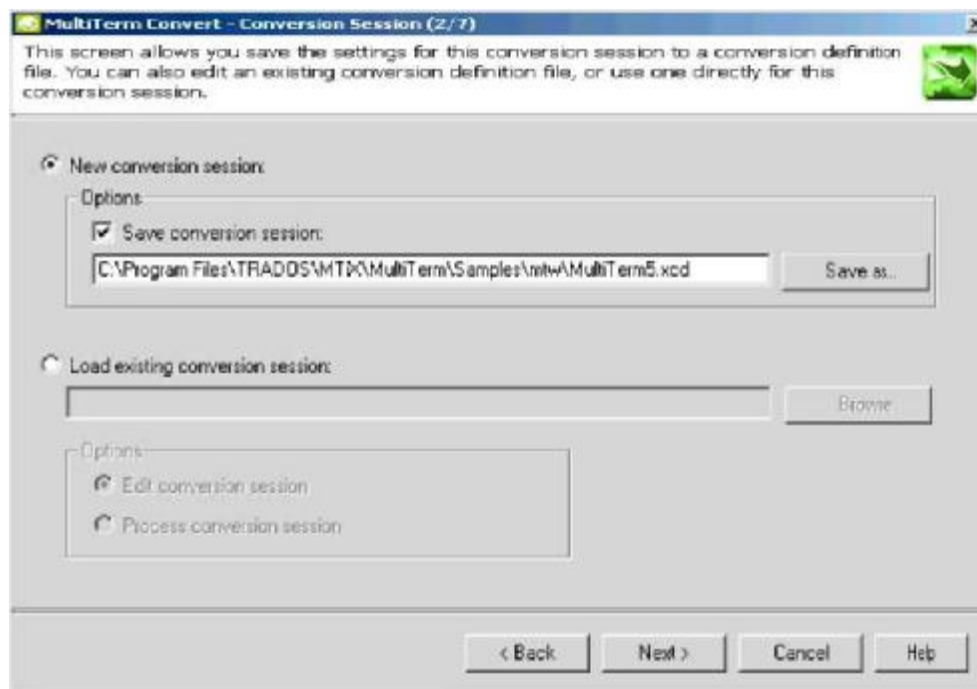 MultiTerm Convert - Conversion Session (2/7)
This screen allows you save the settings for this conversion session to a conversion definition
file. You can also edit an existing conversion definition file, or use one directly for this
conversion session.
New conversion session:
Options
Save conversion session:
C:\Program Files\TRADOS\MTiX\MultiTerm\Samples\mtw\MultiTerm5.xcd
Save as...
Load existing conversion session:
Browse
Options
Edit conversion session
Process conversion session
< Back
Next >
Cancel
Help